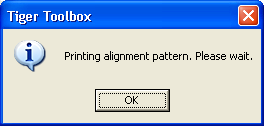 Tiger Toolbox
Printing alignment pattern. Please wait.
OK